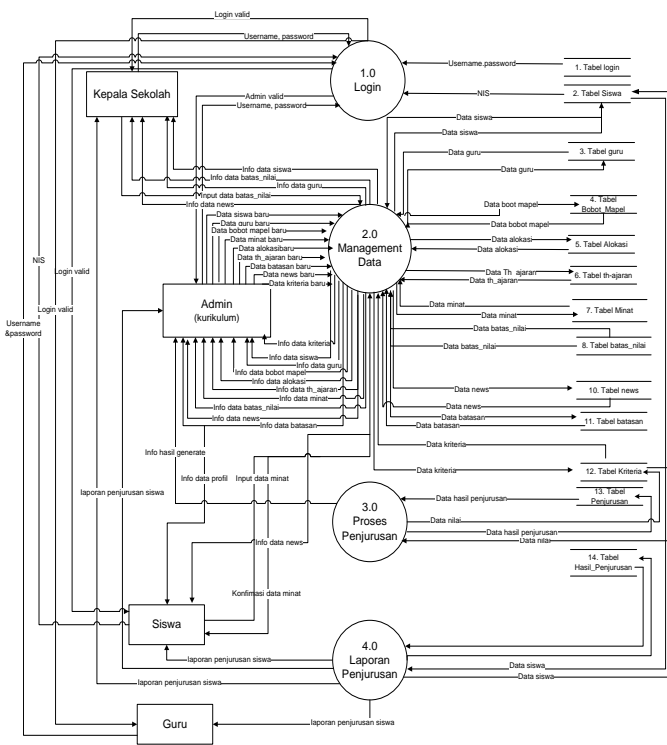 Login valid
Username, password
1.0
Login
Username.password
1. Tabel login
Kepala Sekolah
Admin valid
Username, password
NIS
2. Tabel Siswa
Data siswa
Data siswa
3. Tabel guru
Data guru
Data guru
Info data siswa
Info data batas_nilai
Info data guru
Input data batas_nilai
Info data news
Data siswa baru
Data guru baru
Data bobot mapel baru
Data minat baru
Data alokasibaru
Data th_ajaran baru
Data batasan baru
Data news baru
Data kriteria baru
2.0
Management
Data
Data boot mapel
4. Tabel
Bobot_Mapel
Data bobot mapel
Data alokasi
5. Tabel Alokasi
Data alokasi
Data Th_ajaran
6. Tabel th-ajaran
Data th_ajaran
Data minat
7. Tabel Minat
Data minat
Data batas_nilai
8. Tabel batas_nilai
Data batas_nilai
NIS
Login valid
Login valid
Username
&password
Admin
(kurikulum)
Info data kriteria
Info data siswa
Info data guru
Info data bobot mapel
Info data alokasi
Info data th_ajaran
Info data minat
Info data batas_nilai
Info data news
Info data batasan
Data news
10. Tabel news
Data news
Data batasan
11. Tabel batasan
Data batasan
Data kriteria
Data kriteria
12. Tabel Kriteria
Info hasil generate
Info data profil
Input data minat
laporan penjurusan siswa
3.0
Proses
Penjurusan
Data hasil penjurusan
13. Tabel
Penjurusan
Data nilai
Data hasil penjurusan
Data nilai
Info data news
14. Tabel
Hasil_Penjurusan
Konfimasi data minat
Siswa
4.0
Laporan
Penjurusan
laporan penjurusan siswa
Data siswa
Data siswa
laporan penjurusan siswa
Guru
laporan penjurusan siswa